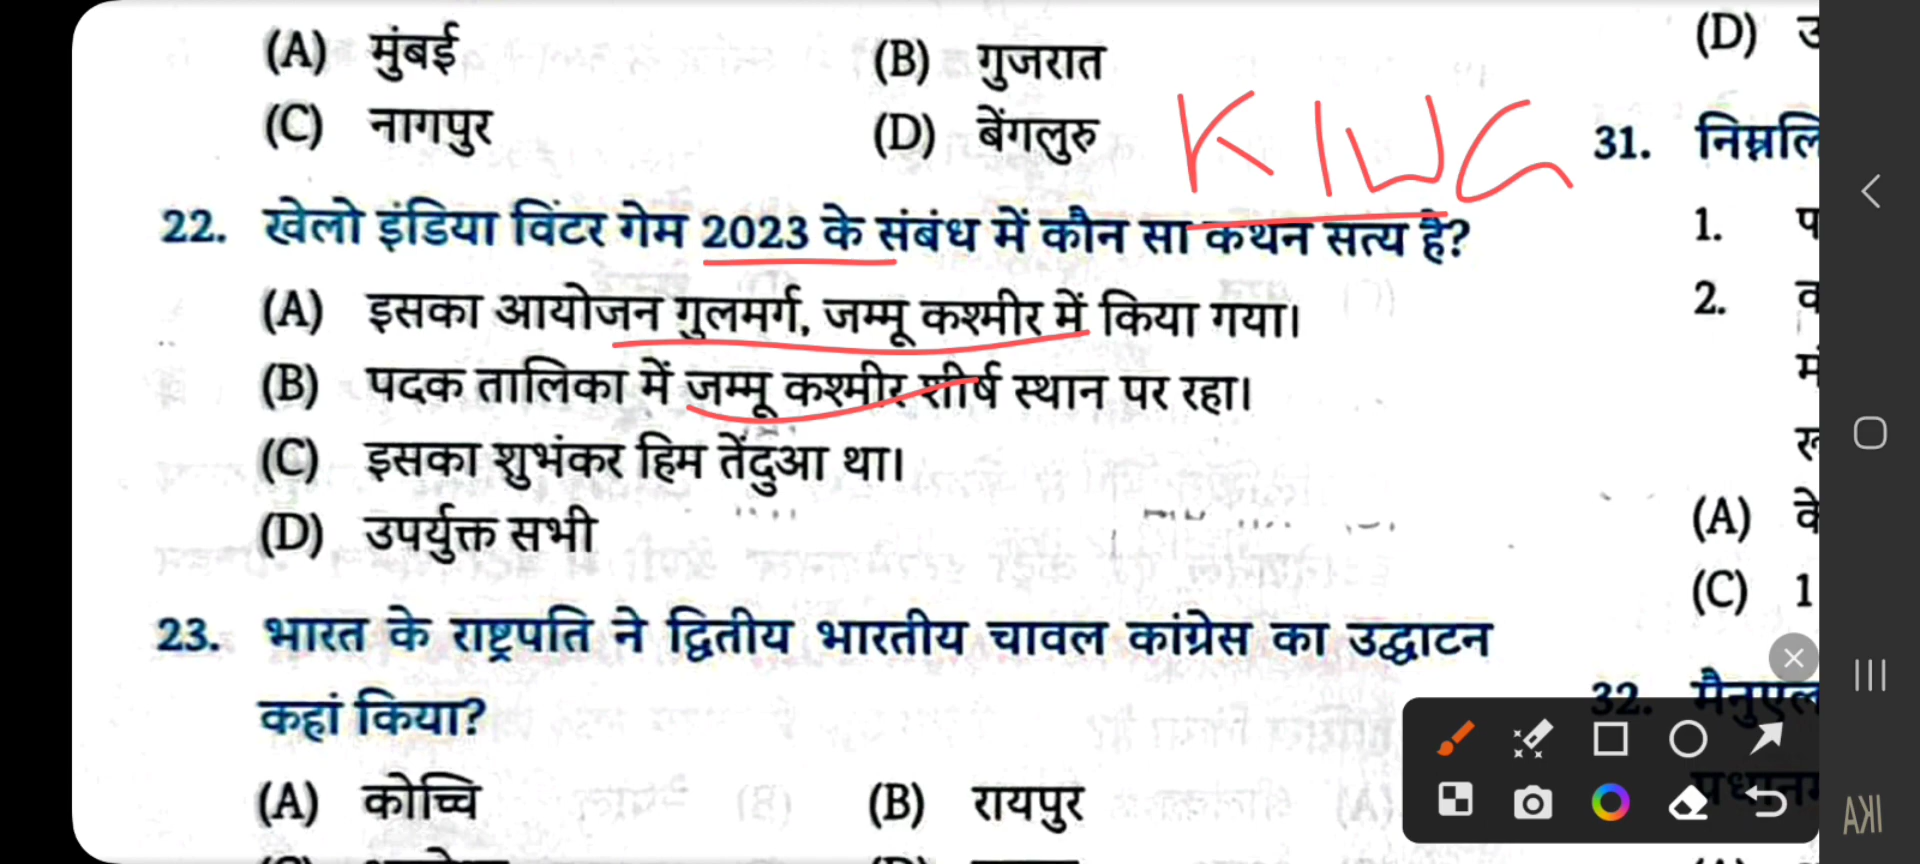 (A) मुंबई (B) गुजरात
(C) नागपुर (D) बेंगलुरु
KING
22. खेलो इंडिया विंटर गेम 2023 के संबंध में कौन सा कथन सत्य है?
(A) इसका आयोजन गुलमर्ग, जम्मू कश्मीर में किया गया।
(B) पदक तालिका में जम्मू कश्मीर शीर्ष स्थान पर रहा।
(C) इसका शुभंकर हिम तेंदुआ था।
(D) उपर्युक्त सभी
23. भारत के राष्ट्रपति ने द्वितीय भारतीय चावल कांग्रेस का उद्घाटन
कहां किया?
(A) कोच्चि (B) रायपुर
(D)
31.
1.
2.
(A)
(C) 1
32.